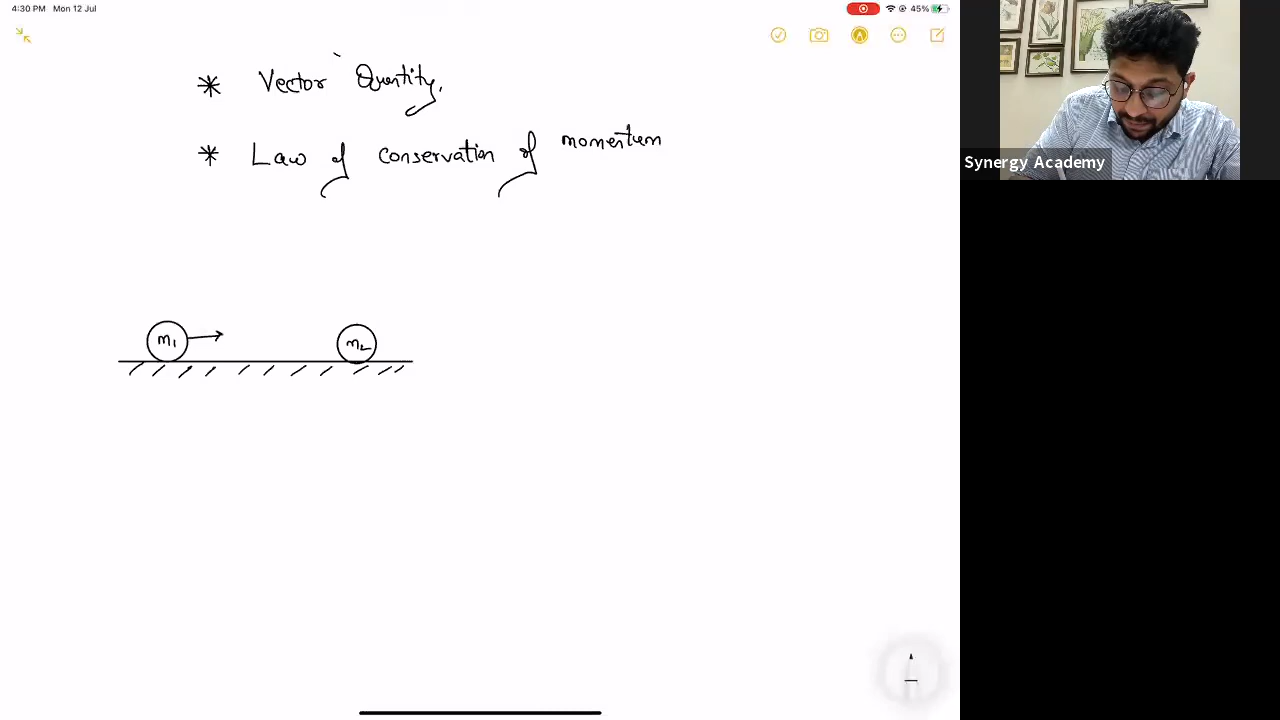 4:30 PM Mon 12 Jul
45%
* Vector Quantity.
* Law of conservation of momentum
Synergy Academy
m1
m2